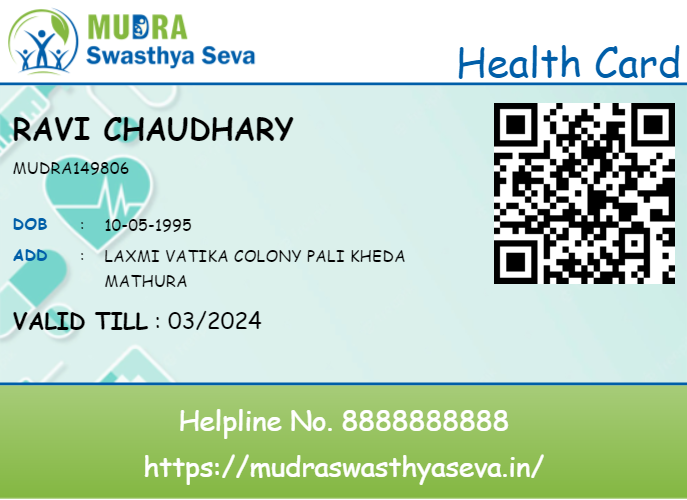 MUDRA
Swasthya Seva
Health Card
RAVI CHAUDHARY
MUDRA149806
DOB : 10-05-1995
ADD : LAXMI VATIKA COLONY PALI KHEDA
MATHURA
VALID TILL : 03/2024
Helpline No. 8888888888
https://mudraswasthyaseva.in/